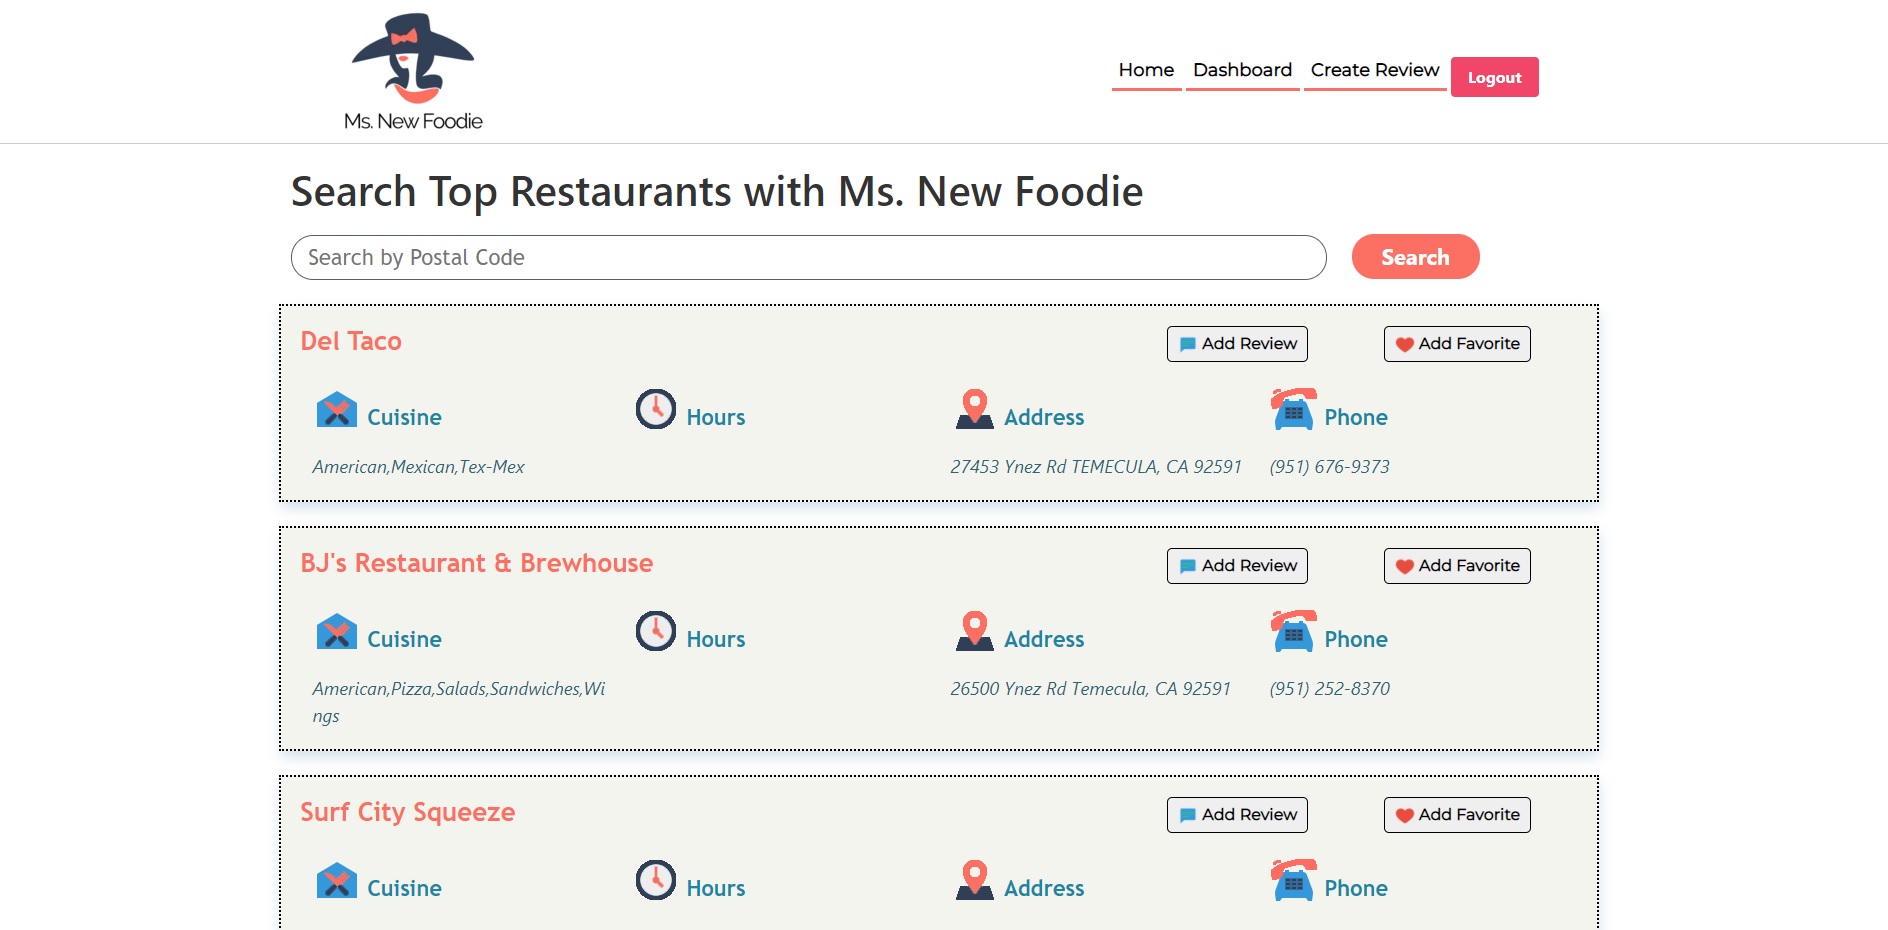 Ms. New Foodie
Home Dashboard Create Review Logout
Search Top Restaurants with Ms. New Foodie
Search by Postal Code Search
Del Taco Add Review Add Favorite
Cuisine Hours Address Phone
American,Mexican,Tex-Mex 27453 Ynez Rd TEMECULA, CA 92591 (951) 676-9373
BJ's Restaurant & Brewhouse Add Review Add Favorite
Cuisine Hours Address Phone
American,Pizza,Salads,Sandwiches,Wi 26500 Ynez Rd Temecula, CA 92591 (951) 252-8370
ngs
Surf City Squeeze Add Review Add Favorite
Cuisine Hours Address Phone